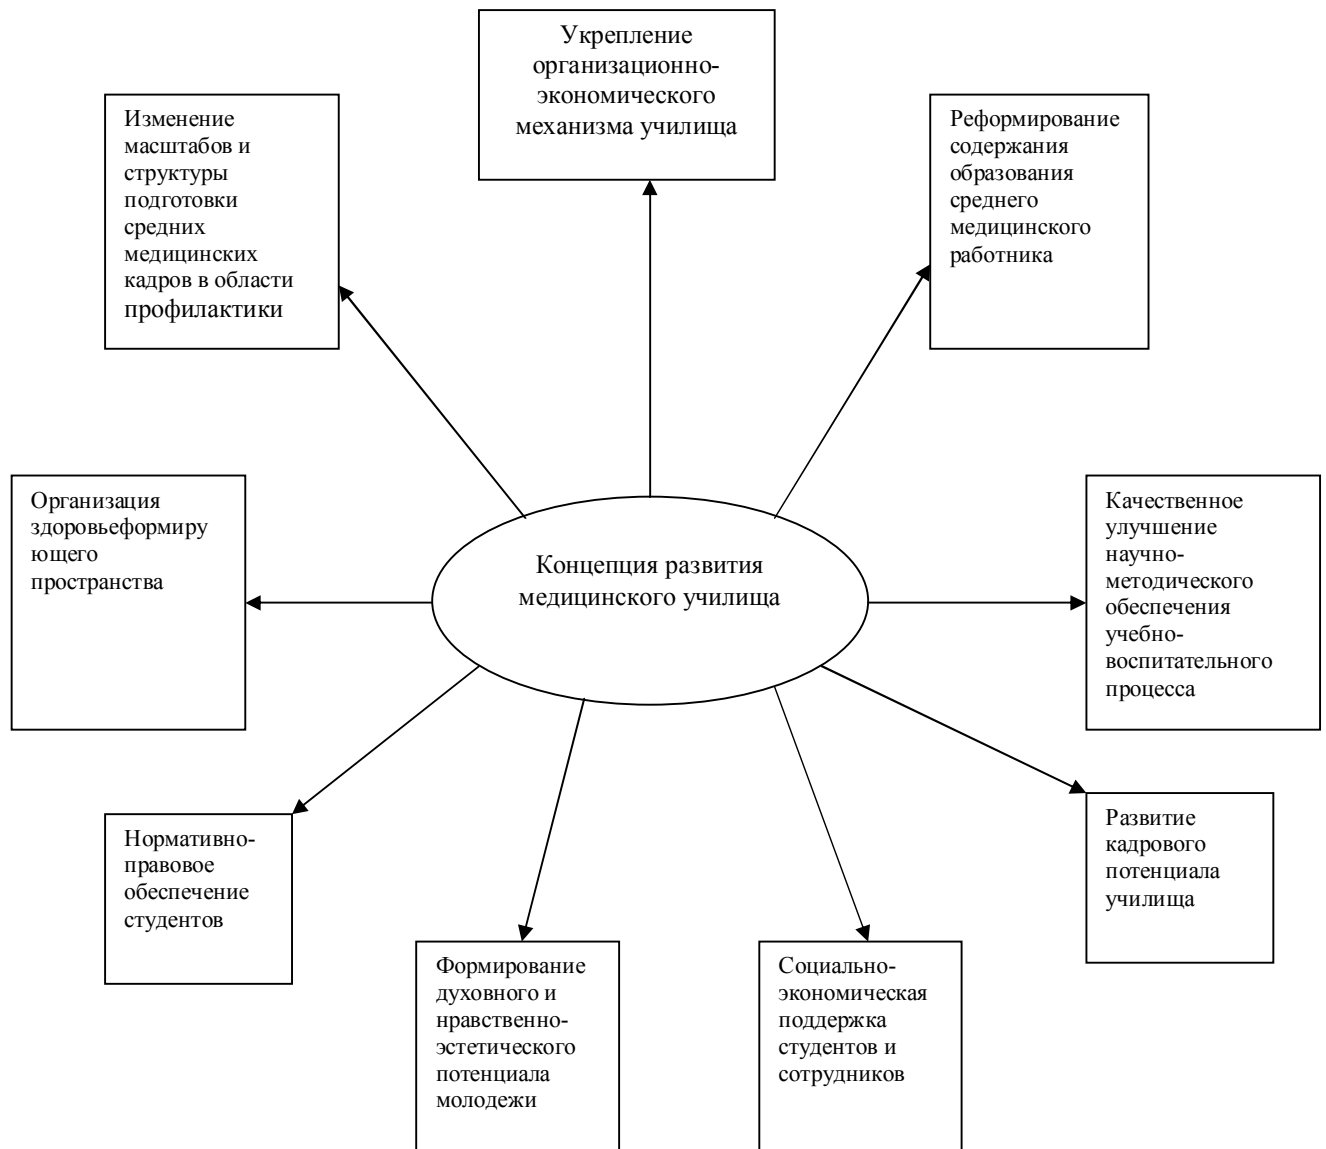 Укрепление
организационно-
экономического
механизма училища
Изменение
масштабов и
структуры
подготовки
средних
медицинских
кадров в области
профилактики
Реформирование
содержания
образования
среднего
медицинского
работника
Организация
здоровьеформиру
ющего
пространства
Концепция развития
медицинского училища
Качественное
улучшение
научно-
методического
обеспечения
учебно-
воспитательного
процесса
Нормативно-
правовое
обеспечение
студентов
Развитие
кадрового
потенциала
училища
Формирование
духовного и
нравственно-
эстетического
потенциала
молодежи
Социально-
экономическая
поддержка
студентов и
сотрудников